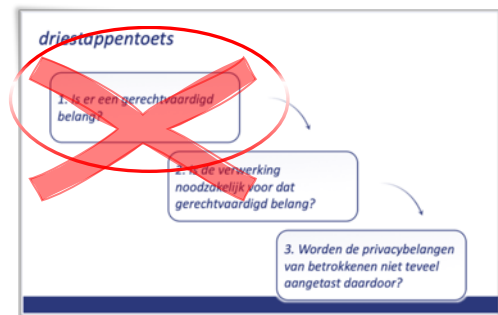 driestappentoets
1. Is er een gerechtvaardigd
belang?
2. Is de verwerking
noodzakelijk voor dat
gerechtvaardigd belang?
3. Worden de privacybelangen
van betrokkenen niet teveel
aangetast daardoor?